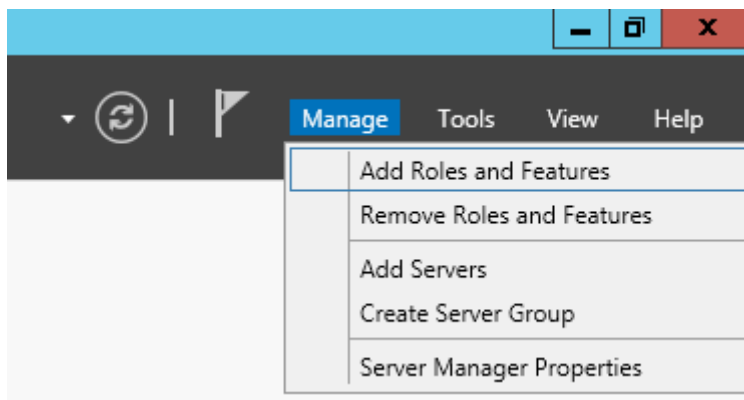 Manage Tools View Help
Add Roles and Features
Remove Roles and Features
Add Servers
Create Server Group
Server Manager Properties